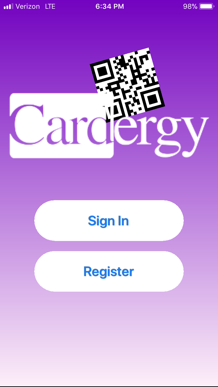 Verizon LTE 6:34 PM 98%
Cardergy
Sign In
Register